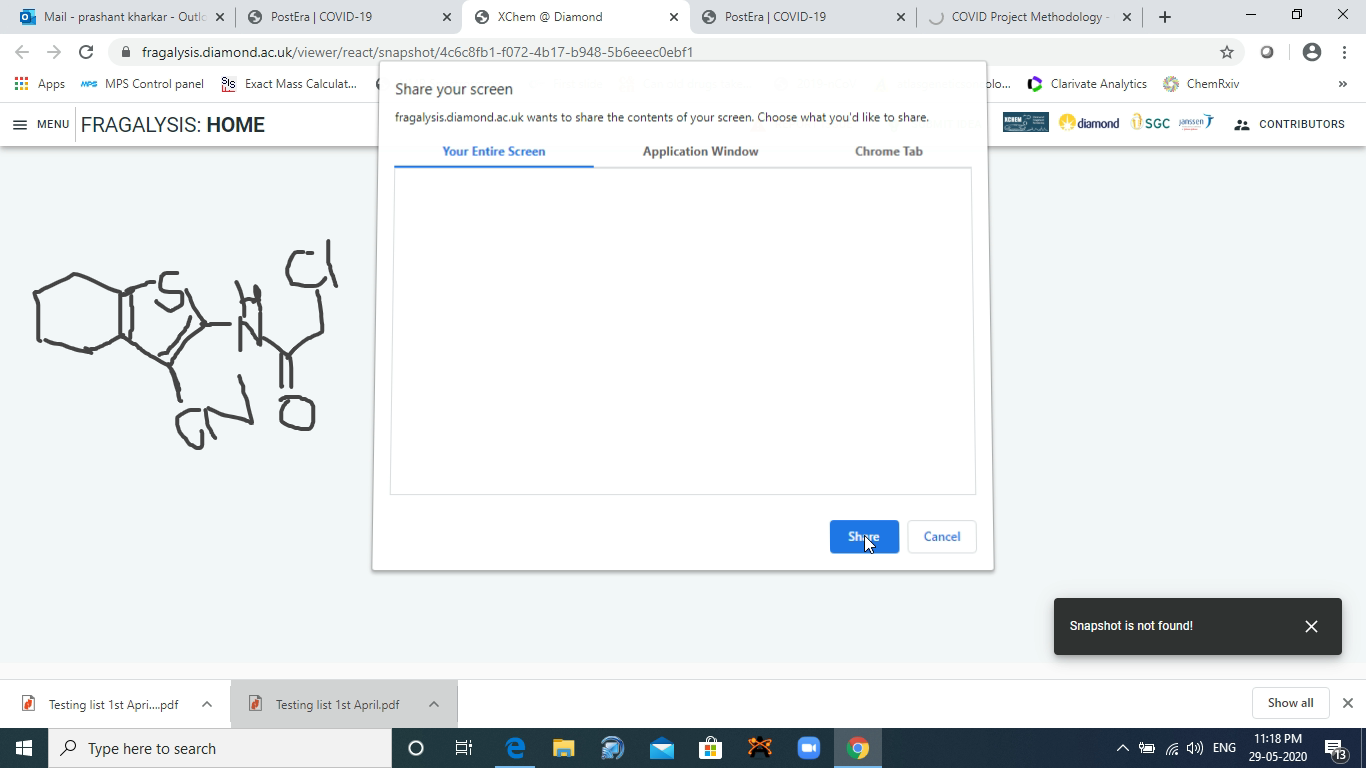 Mail - prashant kharkar - Outlo
PostEra | COVID-19
XChem @ Diamond
PostEra | COVID-19
COVID Project Methodology -
fragalysis.diamond.ac.uk/viewer/react/snapshot/4c6c8fb1-f072-4b17-b948-5b6eeec0ebf1
Apps
MPS Control panel
Exact Mass Calculat...
olo...
Clarivate Analytics
ChemRxiv
»
MENU
FRAGALYSIS: HOME
XCHEM
diamond
SGC
janssen
CONTRIBUTORS
Share your screen
fragalysis.diamond.ac.uk wants to share the contents of your screen. Choose what you'd like to share.
Your Entire Screen
Application Window
Chrome Tab
S
H
N
Cl
CN
O
Share
Cancel
Snapshot is not found!
Testing list 1st Apri....pdf
Testing list 1st April.pdf
Show all
Type here to search
ENG
11:18 PM
29-05-2020
13